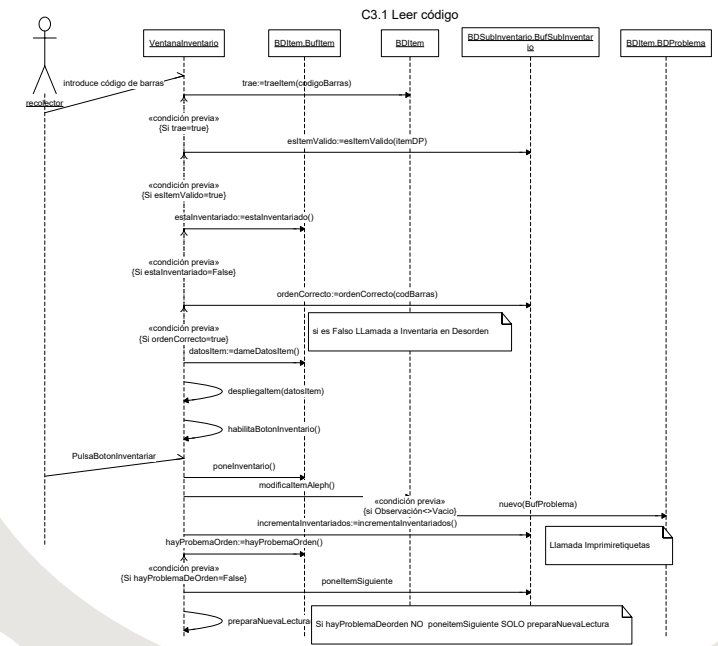 C3.1 Leer código
VentanaInventario
BDItem.BufItem
BDItem
BDSubInventario.BufSubInventar
io
BDItem.BDProblema
introduce código de barras
recolector
trae:=traeItem(codigoBarras)
«condición previa»
{Si trae=true}
esItemValido:=esItemValido(itemDP)
«condición previa»
{Si esItemValido=true}
estaInventariado:=estaInventariado()
«condición previa»
{Si estaInventariado=False}
ordenCorrecto:=ordenCorrecto(codBarras)
«condición previa»
{Si ordenCorrecto=true}
si es Falso LLamada a Inventaria en Desorden
datosItem:=dameDatosItem()
despliegaItem(datosItem)
habilitaBotonInventario()
PulsaBotonInventariar
poneInventario()
modificaItemAleph()
«condición previa»
{si Observación<>Vacio}
nuevo(BufProblema)
incrementaInventariados:=incrementaInventariados()
hayProbemaOrden:=hayProbemaOrden()
Llamada Imprimiretiquetas
«condición previa»
{Si hayProblemaDeOrden=False}
poneItemSiguiente
preparaNuevaLectura
Si hayProblemaDeorden NO poneitemSiguiente SOLO preparaNuevaLectura